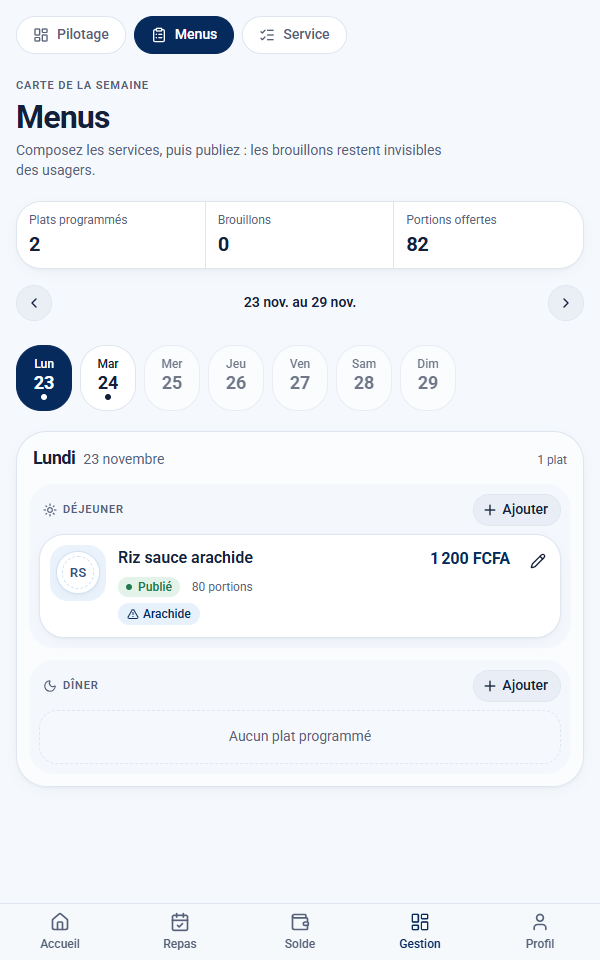 Pilotage
Menus
Service
CARTE DE LA SEMAINE
Menus
Composez les services, puis publiez : les brouillons restent invisibles
des usagers.
Plats programmés
2
Brouillons
0
Portions offertes
82
23 nov. au 29 nov.
Lun
23
Mar
24
Mer
25
Jeu
26
Ven
27
Sam
28
Dim
29
Lundi 23 novembre
1 plat
DÉJEUNER
Ajouter
RS
Riz sauce arachide
1 200 FCFA
Publié
80 portions
Arachide
DÎNER
Ajouter
Aucun plat programmé
Accueil
Repas
Solde
Gestion
Profil